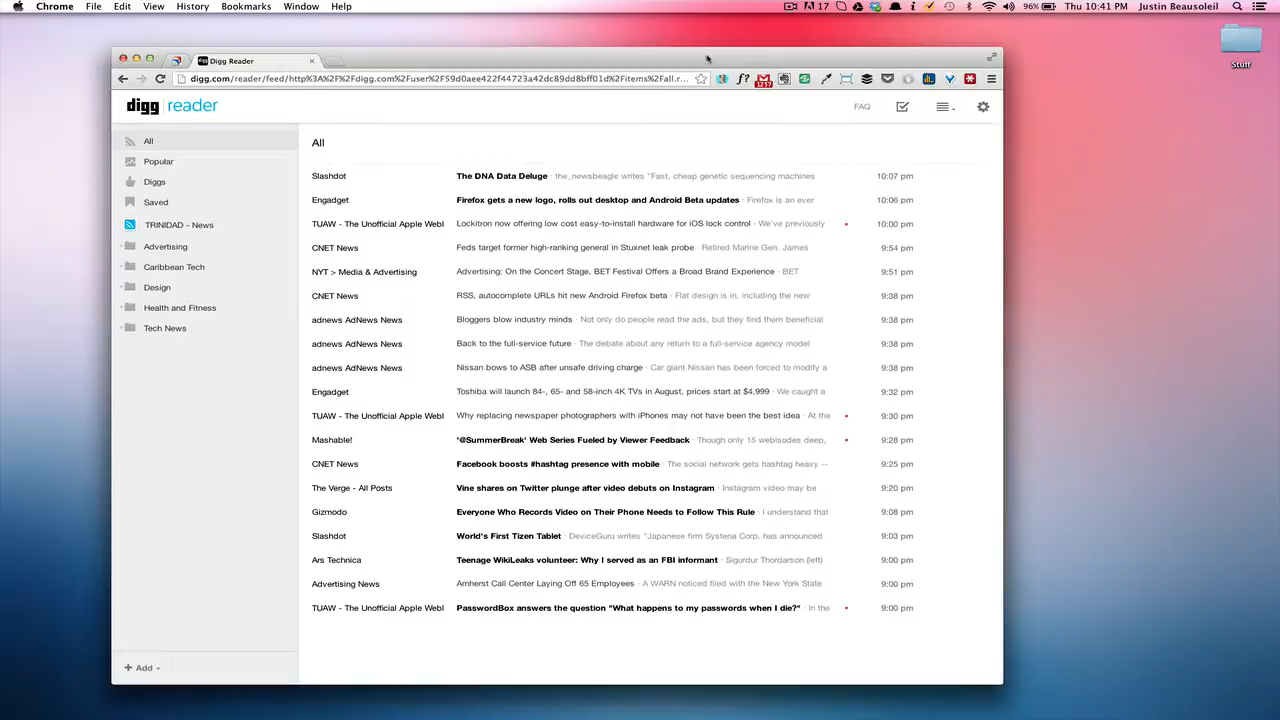 Chrome File Edit View History Bookmarks Window Help 17 96% Thu 10:41 PM Justin Beausoleil
Stuff
Digg Reader
digg.com/reader/feed/http%3A%2F%2Fdigg.com%2Fuser%2F59d0aee422f44723a42dc89dd8bff01d%2Fitems%2Fall.r...
digg reader FAQ
All
Popular
Diggs
Saved
TRINIDAD - News
Advertising
Caribbean Tech
Design
Health and Fitness
Tech News
Add
All
Slashdot The DNA Data Deluge · the_newsbeagle writes "Fast, cheap genetic sequencing machines 10:07 pm
Engadget Firefox gets a new logo, rolls out desktop and Android Beta updates · Firefox is an ever 10:06 pm
TUAW - The Unofficial Apple Webl Lockitron now offering low cost easy-to-install hardware for iOS lock control · We've previously 10:00 pm
CNET News Feds target former high-ranking general in Stuxnet leak probe · Retired Marine Gen. James 9:54 pm
NYT > Media & Advertising Advertising: On the Concert Stage, BET Festival Offers a Broad Brand Experience · BET 9:51 pm
CNET News RSS, autocomplete URLs hit new Android Firefox beta · Flat design is in, including the new 9:38 pm
adnews AdNews News Bloggers blow industry minds · Not only do people read the ads, but they find them beneficial 9:38 pm
adnews AdNews News Back to the full-service future · The debate about any return to a full-service agency model 9:38 pm
adnews AdNews News Nissan bows to ASB after unsafe driving charge · Car giant Nissan has been forced to modify a 9:38 pm
Engadget Toshiba will launch 84-, 65- and 58-inch 4K TVs in August, prices start at $4,999 · We caught a 9:32 pm
TUAW - The Unofficial Apple Webl Why replacing newspaper photographers with iPhones may not have been the best idea · At the 9:30 pm
Mashable! '@SummerBreak' Web Series Fueled by Viewer Feedback · Though only 15 webisodes deep, 9:28 pm
CNET News Facebook boosts #hashtag presence with mobile · The social network gets hashtag heavy -- 9:25 pm
The Verge - All Posts Vine shares on Twitter plunge after video debuts on Instagram · Instagram video may be 9:20 pm
Gizmodo Everyone Who Records Video on Their Phone Needs to Follow This Rule · I understand that 9:08 pm
Slashdot World's First Tizen Tablet · DeviceGuru writes "Japanese firm Systena Corp. has announced 9:03 pm
Ars Technica Teenage WikiLeaks volunteer: Why I served as an FBI informant · Sigurdur Thordarson (left) 9:00 pm
Advertising News Amherst Call Center Laying Off 65 Employees · A WARN noticed filed with the New York State 9:00 pm
TUAW - The Unofficial Apple Webl PasswordBox answers the question "What happens to my passwords when I die?" · In the 9:00 pm